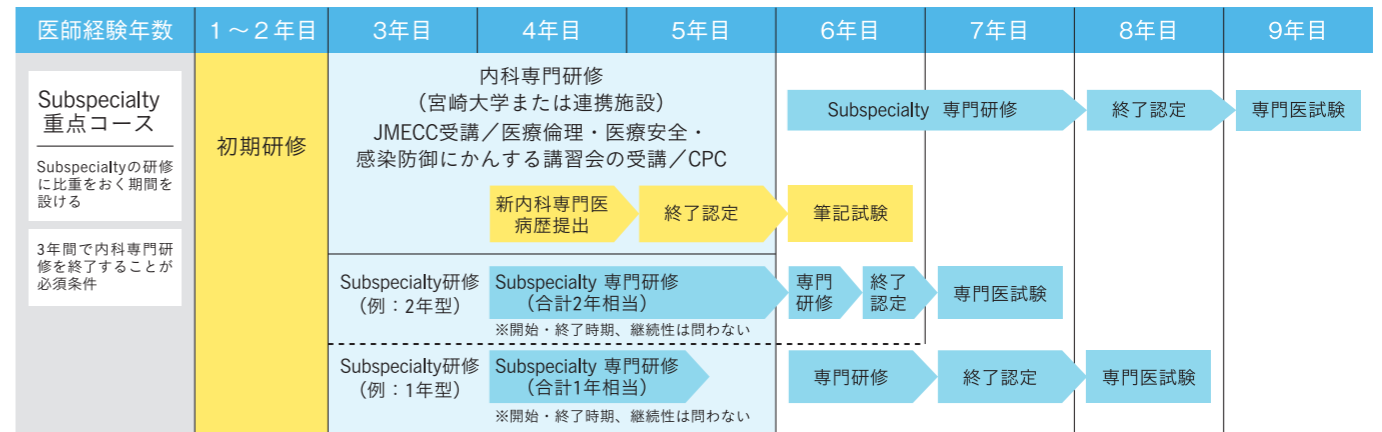 医師経験年数
1～2年目
3年目
4年目
5年目
6年目
7年目
8年目
9年目
Subspecialty
重点コース
Subspecialtyの研修
に比重をおく期間を
設ける
3年間で内科専門研
修を終了することが
必須条件
初期研修
内科専門研修
（宮崎大学または連携施設）
JMECC受講／医療倫理・医療安全・
感染防御にかんする講習会の受講／CPC
Subspecialty 専門研修
終了認定
専門医試験
新内科専門医
病歴提出
終了認定
筆記試験
Subspecialty研修
（例：2年型）
Subspecialty 専門研修
（合計2年相当）
※開始・終了時期、継続性は問わない
専門
研修
終了
認定
専門医試験
Subspecialty研修
（例：1年型）
Subspecialty 専門研修
（合計1年相当）
※開始・終了時期、継続性は問わない
専門研修
終了認定
専門医試験